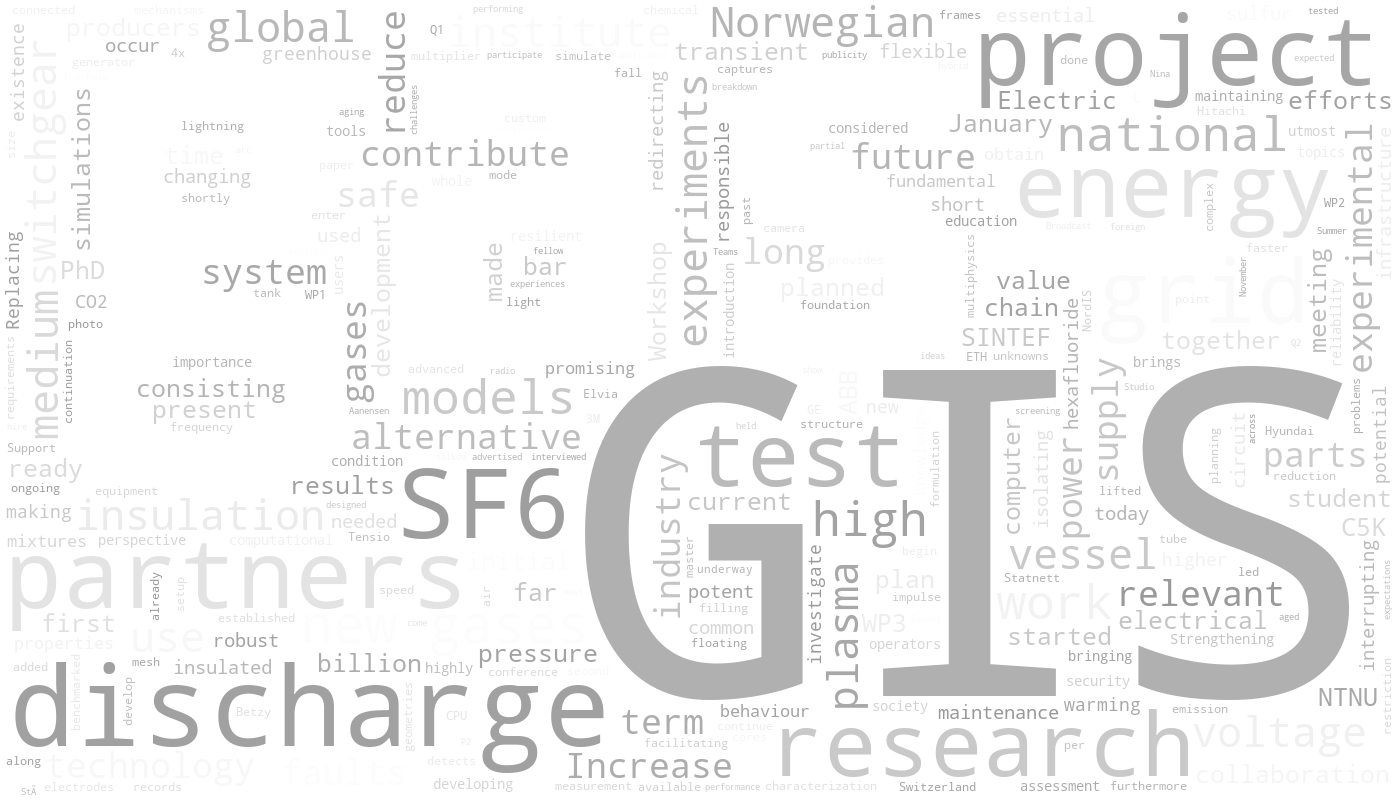 connected mechanisms
producers global
Q1
institute
performing
chemical
Norwegian
frames
essential
sulfur
tested
project
existence
switchgear
occur
4x
greenhouse
generator
reduce
challenges
multiplier participate simulate
fall
transient
publicity
flexible
captures
breakdown
hybrid
done
Nina
expected
Electric
maintaining
efforts
Hitachi
simulations
lightning
aging
tools
custom
contribute
redirecting
experiments
responsible
considered
January
national
utmost
partial
future
obtain
topics
size
time
arc
changing
paper
shortly
safe
whole
mode
fundamental
short
past
education
energy
complex
WP2
experimental
infrastructure
enter
used
development
resilient
camera
Broadcast
foreign
Summer
Replacing
PhD
system
users
made
fellow
bar
experiences
Workshop
Teams
long
provides
multiphysics
faster
CO2
tank
WP1
light
introduction
planned
foundation
value
chain
grid
point
November
meeting
reliability
photo
medium
continuation
requirements
gases
SINTEF
NordIS
hexafluoride
together
Q2
importance
consisting
present
frequency
advanced
radio
promising
ideas
ETH unknowns
brings
models
Aanensen
Elvia
3M
GE
ABB
new
structure
Studio
screening
supply
problems
potential
hire
Support
alternative
held
GIS
test
across
Hyundai
planning
circuit
parts
reduction
ready
condition
advertised interviewed
ongoing
equipment
results
SF6
industry
current
high
formulation
computer
isolating
power
lifted
today
student
making
insulation
designed
needed
Tensio
C5K
mixtures
perspective
computational
initial
master
underway
investigate
plasma
begin
vessel
tube
higher
interrupting
expectations
partners
already
setup
speed
air
far
potent
filling
plan
impulse
Statnett
work
led
relevant
aged
first
established
come
common
floating
WP3
operators
started
electrical
Strengthening
properties
use
robust
new gases
added
mesh
insulated
billion
highly
pressure
conference
bringing
security
benchmarked
develop
discharge
Betzy
geometries
CPU
term
behaviour
society
maintenance
warming
emission
NTNU
restriction
continue
cores
facilitating
research
per
voltage
along
technology
faults
detects
P2
Increase
collaboration
electrodes records
developing
measurement available performance characterization
Switzerland
assessment furthermore